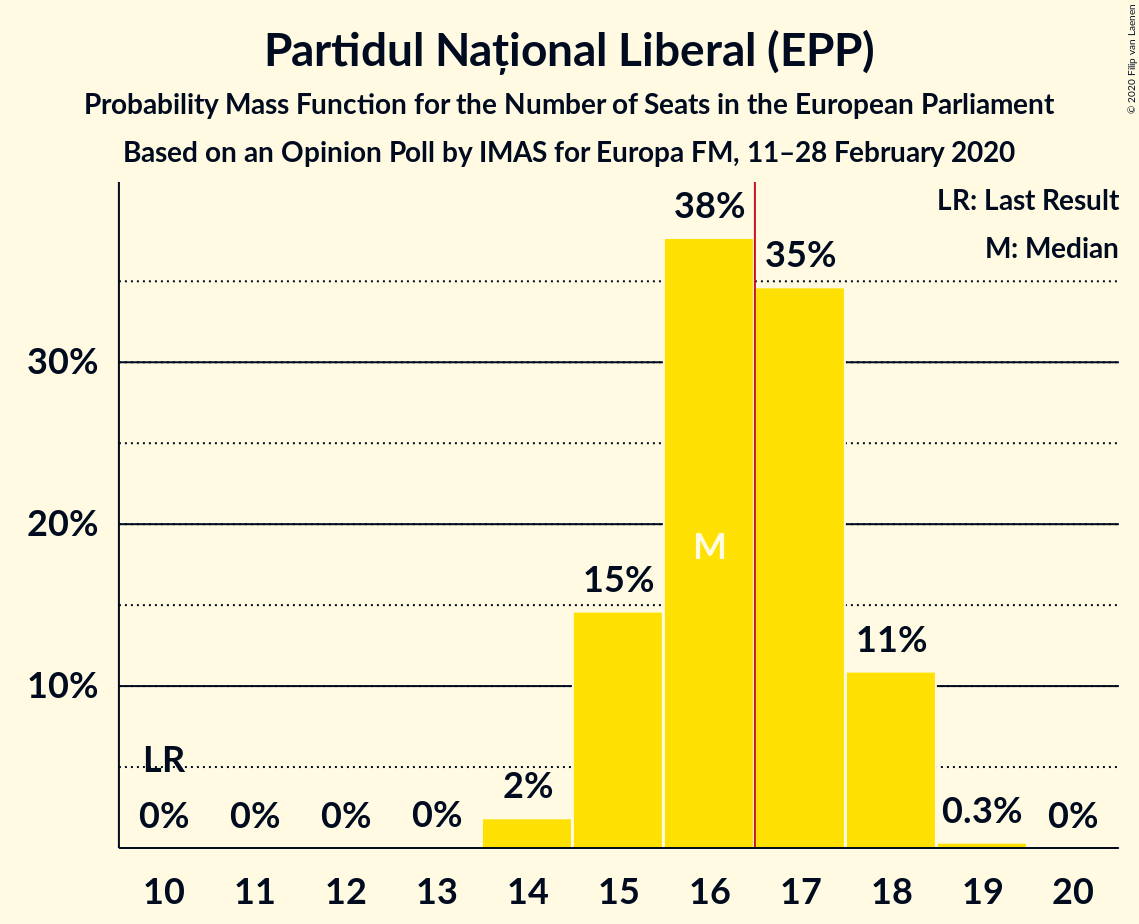 Partidul Național Liberal (EPP)
Probability Mass Function for the Number of Seats in the European Parliament
Based on an Opinion Poll by IMAS for Europa FM, 11–28 February 2020
© 2020 Filip van Laenen
LR: Last Result
M: Median
38%
35%
30%
20%
M
15%
11%
10%
LR
2%
0% 0% 0% 0% 0.3% 0%
10 11 12 13 14 15 16 17 18 19 20